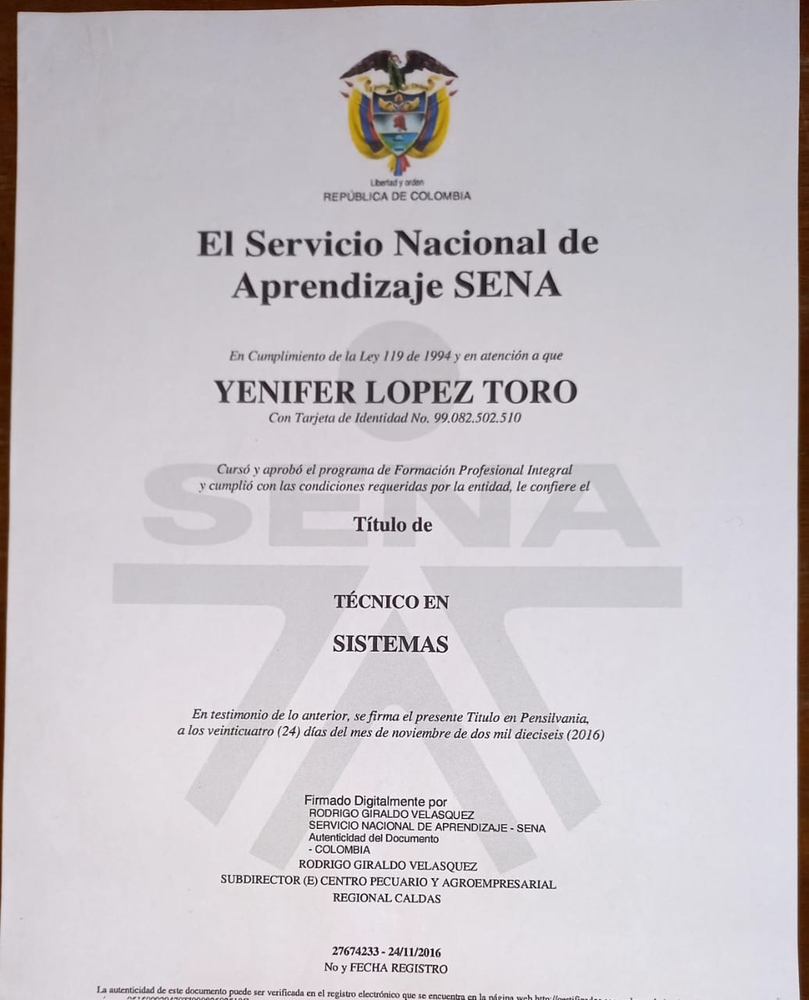 Libertad y orden
REPÚBLICA DE COLOMBIA
El Servicio Nacional de
Aprendizaje SENA
En Cumplimiento de la Ley 119 de 1994 y en atención a que
YENIFER LOPEZ TORO
Con Tarjeta de Identidad No. 99.082.502.510
Cursó y aprobó el programa de Formación Profesional Integral
y cumplió con las condiciones requeridas por la entidad, le confiere el
SENA
Título de
TÉCNICO EN
SISTEMAS
En testimonio de lo anterior, se firma el presente Titulo en Pensilvania,
a los veinticuatro (24) días del mes de noviembre de dos mil dieciseis (2016)
Firmado Digitalmente por
RODRIGO GIRALDO VELASQUEZ
SERVICIO NACIONAL DE APRENDIZAJE - SENA
Autenticidad del Documento
- COLOMBIA
RODRIGO GIRALDO VELASQUEZ
SUBDIRECTOR (E) CENTRO PECUARIO Y AGROEMPRESARIAL
REGIONAL CALDAS
27674233 - 24/11/2016
No y FECHA REGISTRO
La autenticidad de este documento puede ser verificada en el registro electrónico que se encuentra en la página web